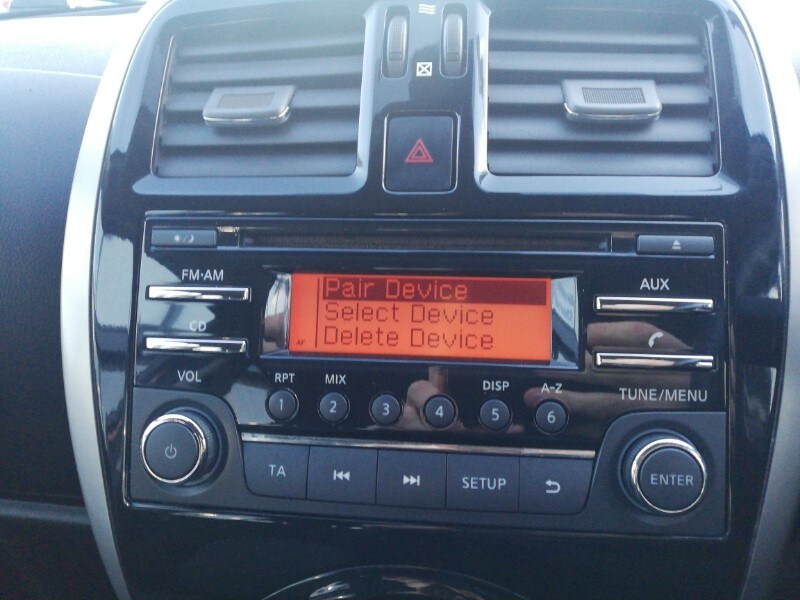 FM·AM
CD
VOL
Pair Device
Select Device
Delete Device
AF
AUX
TUNE/MENU
RPT
MIX
DISP
A-Z
1
2
3
4
5
6
TA
SETUP
ENTER